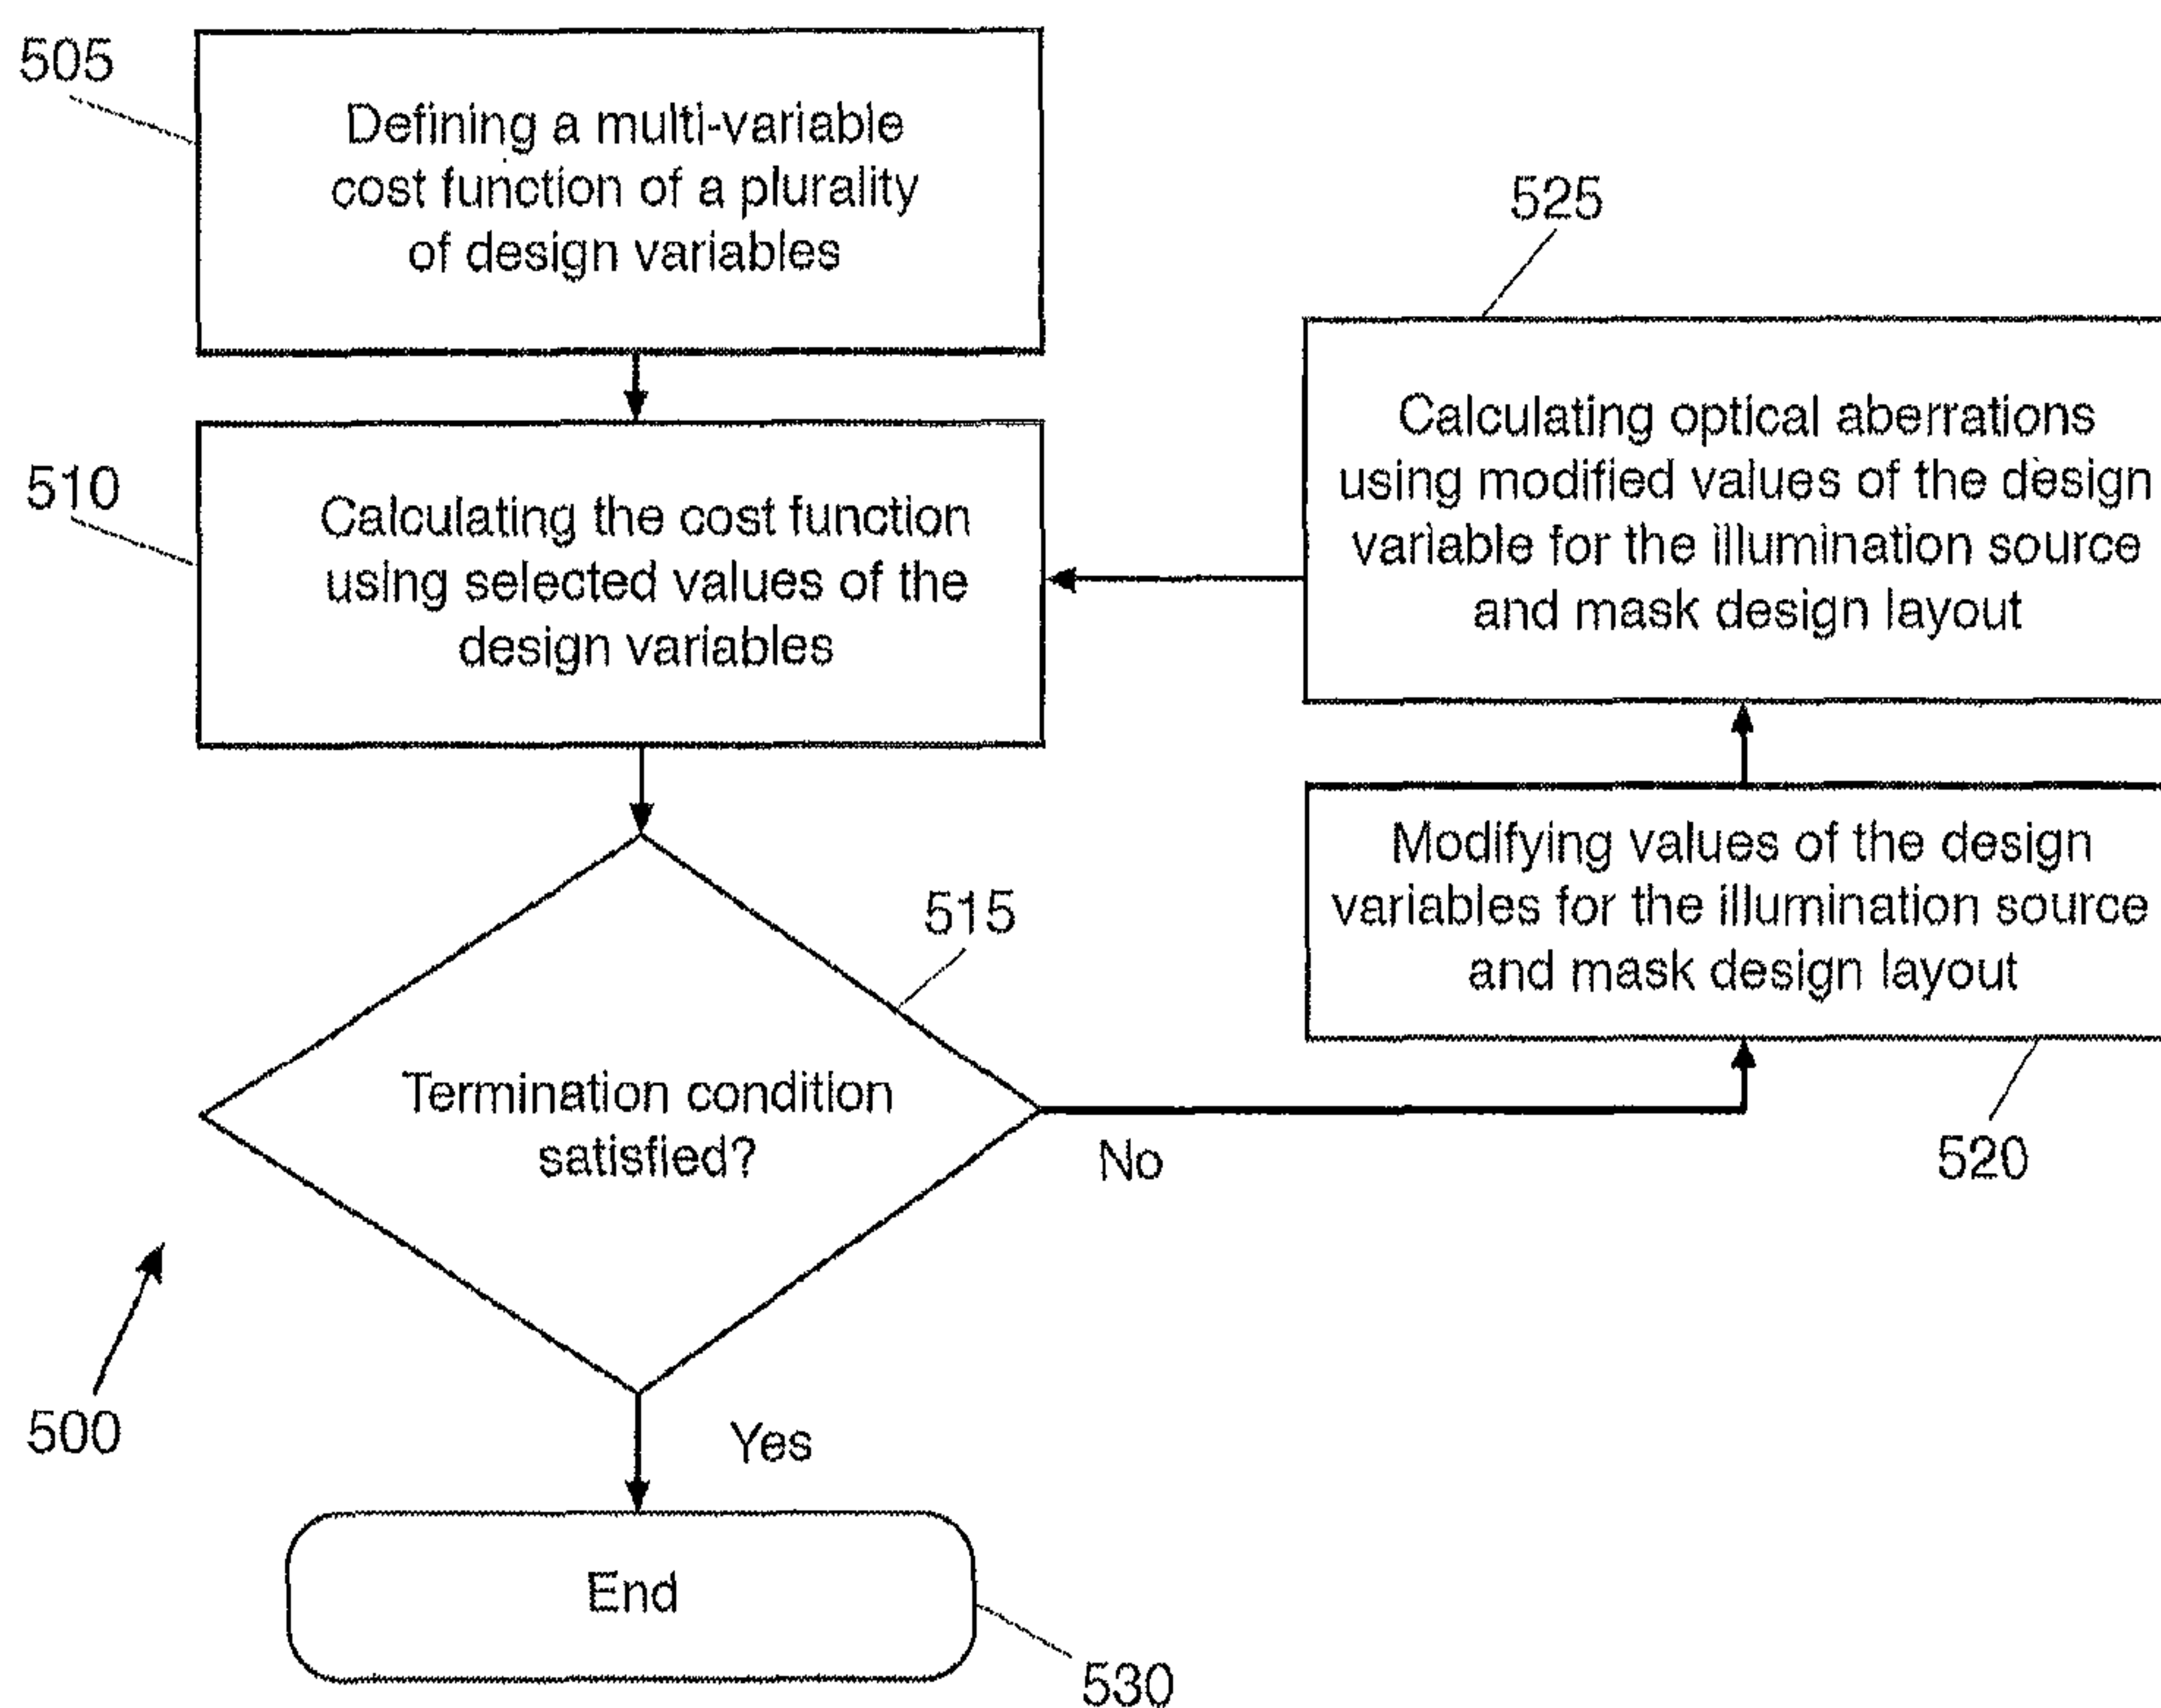 505
Defining a multi-variable
cost function of a plurality
of design variables
510
Calculating the cost function
using selected values of the
design variables
525
Calculating optical aberrations
using modified values of the design
variable for the illumination source
and mask design layout
Modifying values of the design
variables for the illumination source
and mask design layout
520
515
Termination condition
satisfied?
No
Yes
500
End
530